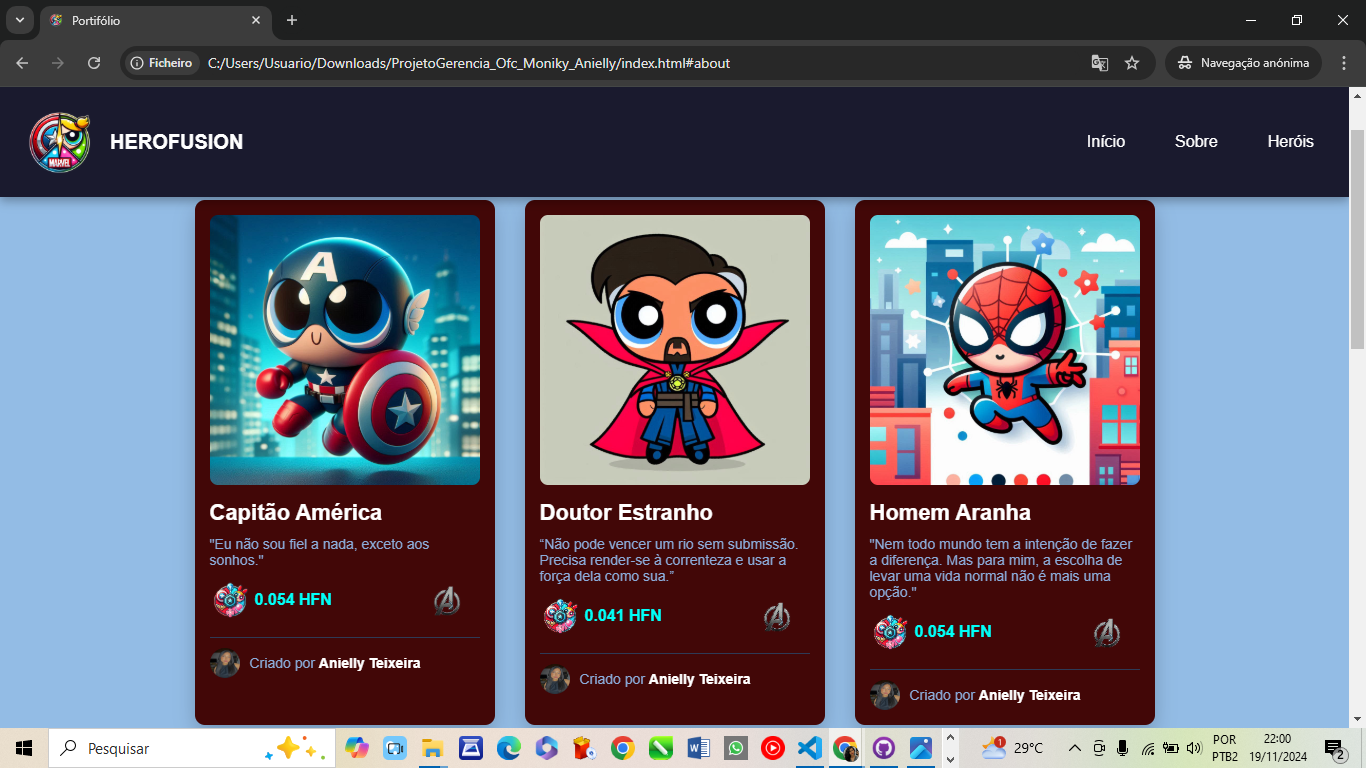 Portifólio
Ficheiro
C:/Users/Usuario/Downloads/ProjetoGerencia_Ofc_Moniky_Anielly/index.html#about
Navegação anónima
MARVEL
HEROFUSION
Início
Sobre
Heróis
A
Capitão América
"Eu não sou fiel a nada, exceto aos
sonhos."
0.054 HFN
Criado por Anielly Teixeira
Doutor Estranho
“Não pode vencer um rio sem submissão.
Precisa render-se à correnteza e usar a
força dela como sua.”
0.041 HFN
Criado por Anielly Teixeira
Homem Aranha
"Nem todo mundo tem a intenção de fazer
a diferença. Mas para mim, a escolha de
levar uma vida normal não é mais uma
opção."
0.054 HFN
Criado por Anielly Teixeira
Pesquisar
1
29°C
POR
PTB2
22:00
19/11/2024
2